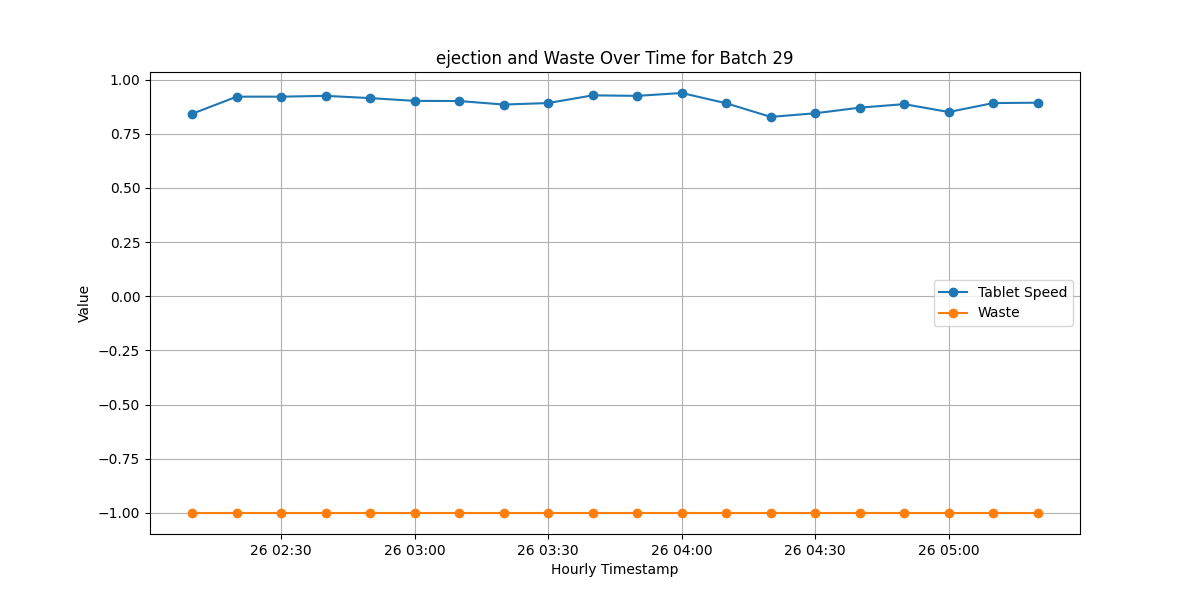 ejection and Waste Over Time for Batch 29
1.00
0.75
0.50
0.25
0.00
−0.25
−0.50
−0.75
−1.00
Value
Tablet Speed
Waste
26 02:30 26 03:00 26 03:30 26 04:00 26 04:30 26 05:00
Hourly Timestamp